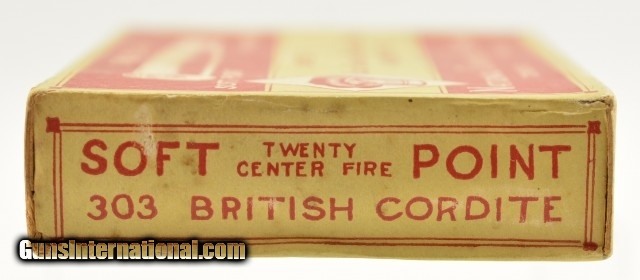 SOFT TWENTY CENTER FIRE POINT
303 BRITISH CORDITE
GunsInternational.com